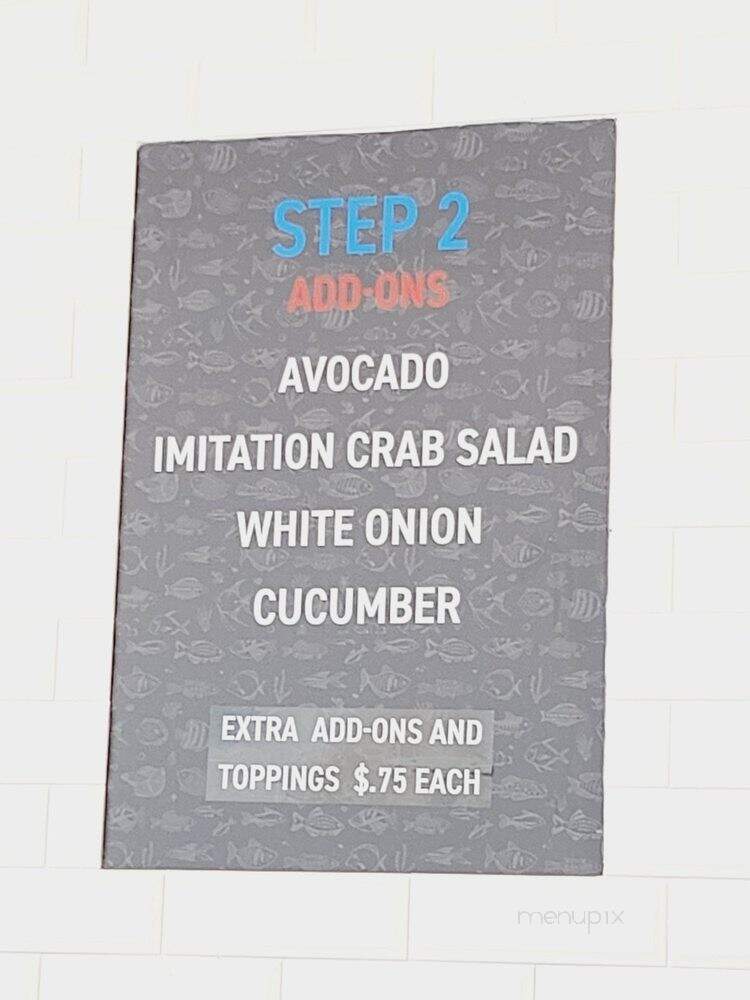 STEP 2
ADD-ONS
AVOCADO
IMITATION CRAB SALAD
WHITE ONION
CUCUMBER
EXTRA ADD-ONS AND
TOPPINGS $.75 EACH
menupix